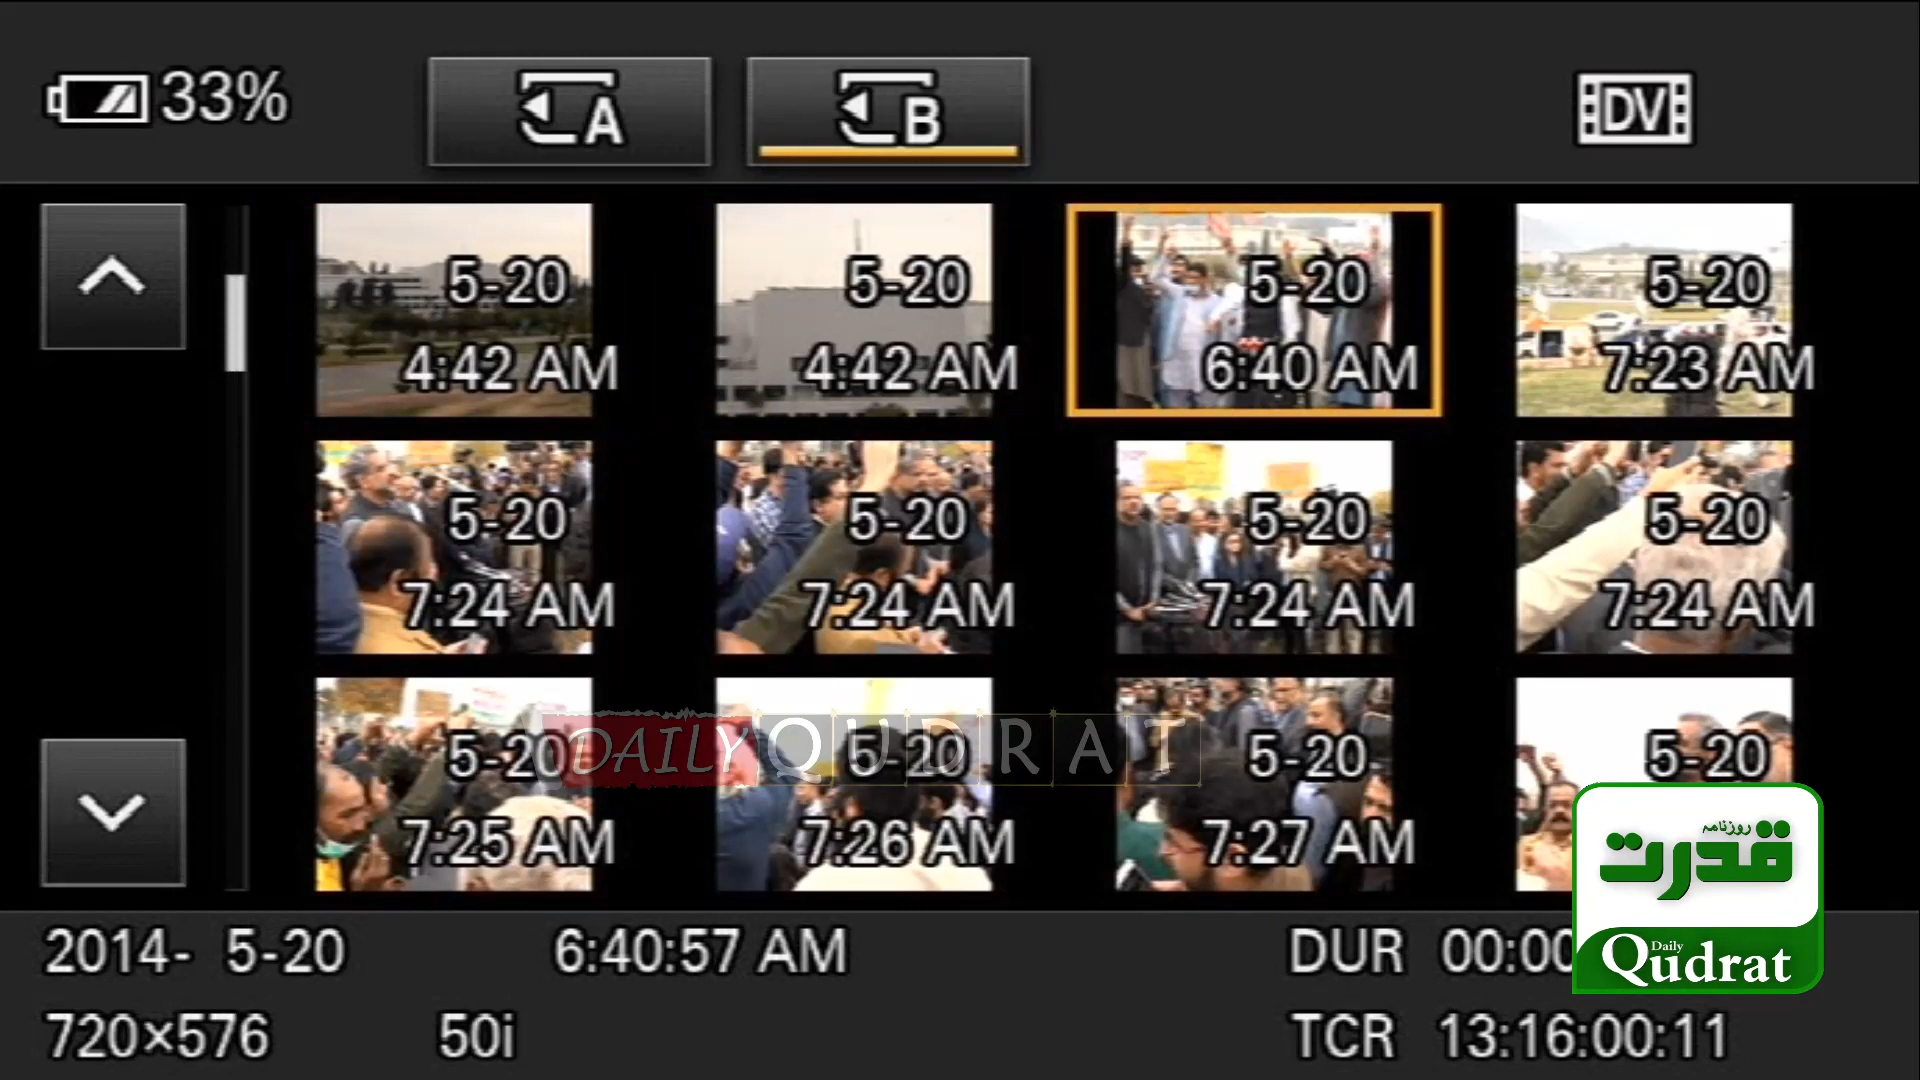 33%
A
B
DV
5-20
4:42 AM
5-20
4:42 AM
5-20
6:40 AM
5-20
7:23 AM
5-20
7:24 AM
5-20
7:24 AM
5-20
7:24 AM
5-20
7:24 AM
5-20
7:25 AM
5-20
7:26 AM
5-20
7:27 AM
5-20
DAILY QUDRAT
روزنامہ
قدرت
Daily
Qudrat
2014- 5-20
6:40:57 AM
DUR 00:00
720×576
50i
TCR 13:16:00:11